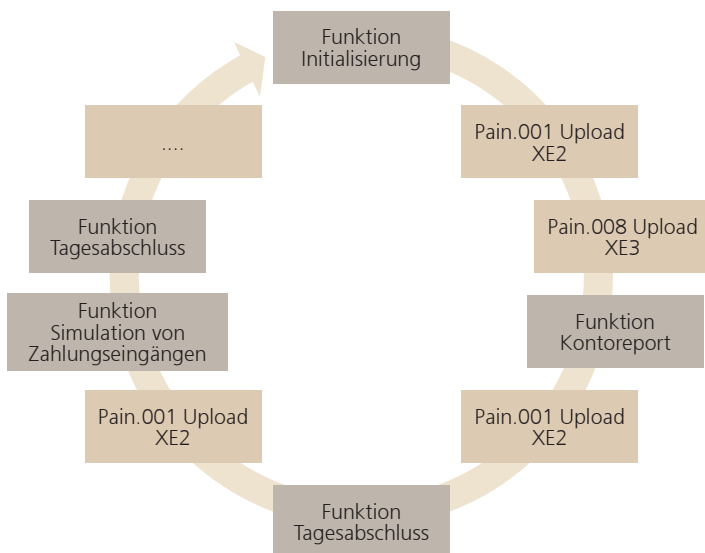 Funktion
Initialisierung
Pain.001 Upload
XE2
Pain.008 Upload
XE3
Funktion
Kontoreport
Pain.001 Upload
XE2
Funktion
Tagesabschluss
Pain.001 Upload
XE2
Funktion
Simulation von
Zahlungseingängen
Funktion
Tagesabschluss
....